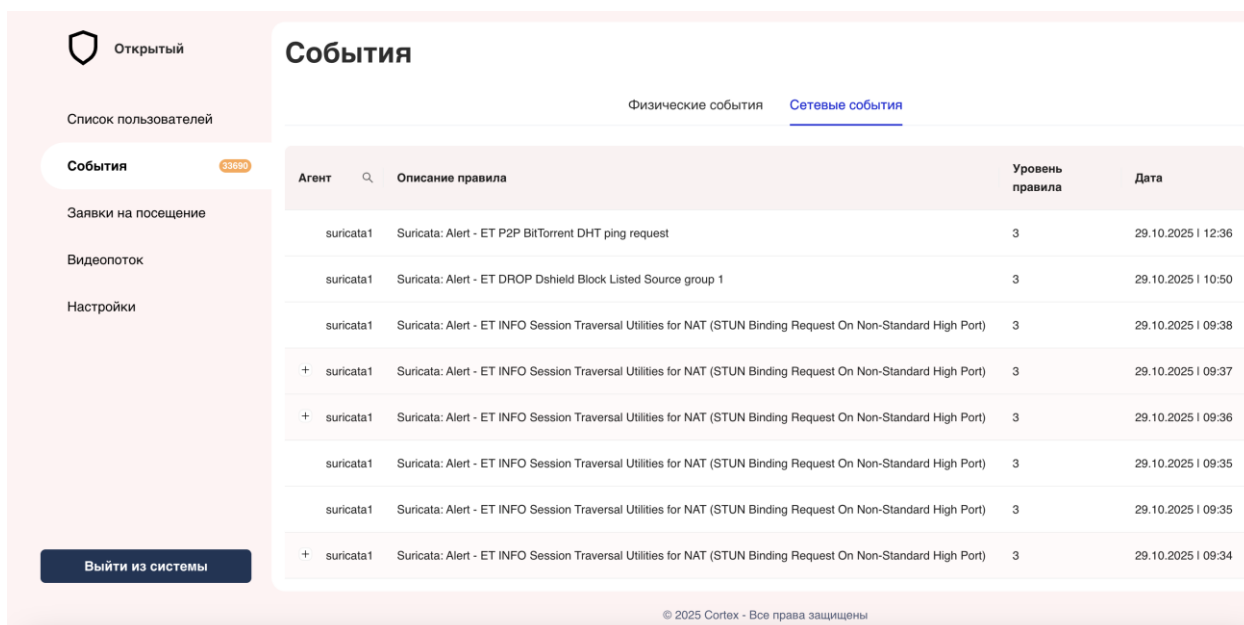 Открытый
Список пользователей
События 33690
Заявки на посещение
Видеопоток
Настройки
Выйти из системы
События
Физические события Сетевые события
Агент Описание правила Уровень правила Дата
suricata1 Suricata: Alert - ET P2P BitTorrent DHT ping request 3 29.10.2025 | 12:36
suricata1 Suricata: Alert - ET DROP Dshield Block Listed Source group 1 3 29.10.2025 | 10:50
suricata1 Suricata: Alert - ET INFO Session Traversal Utilities for NAT (STUN Binding Request On Non-Standard High Port) 3 29.10.2025 | 09:38
+ suricata1 Suricata: Alert - ET INFO Session Traversal Utilities for NAT (STUN Binding Request On Non-Standard High Port) 3 29.10.2025 | 09:37
+ suricata1 Suricata: Alert - ET INFO Session Traversal Utilities for NAT (STUN Binding Request On Non-Standard High Port) 3 29.10.2025 | 09:36
suricata1 Suricata: Alert - ET INFO Session Traversal Utilities for NAT (STUN Binding Request On Non-Standard High Port) 3 29.10.2025 | 09:35
suricata1 Suricata: Alert - ET INFO Session Traversal Utilities for NAT (STUN Binding Request On Non-Standard High Port) 3 29.10.2025 | 09:35
+ suricata1 Suricata: Alert - ET INFO Session Traversal Utilities for NAT (STUN Binding Request On Non-Standard High Port) 3 29.10.2025 | 09:34
© 2025 Cortex - Все права защищены